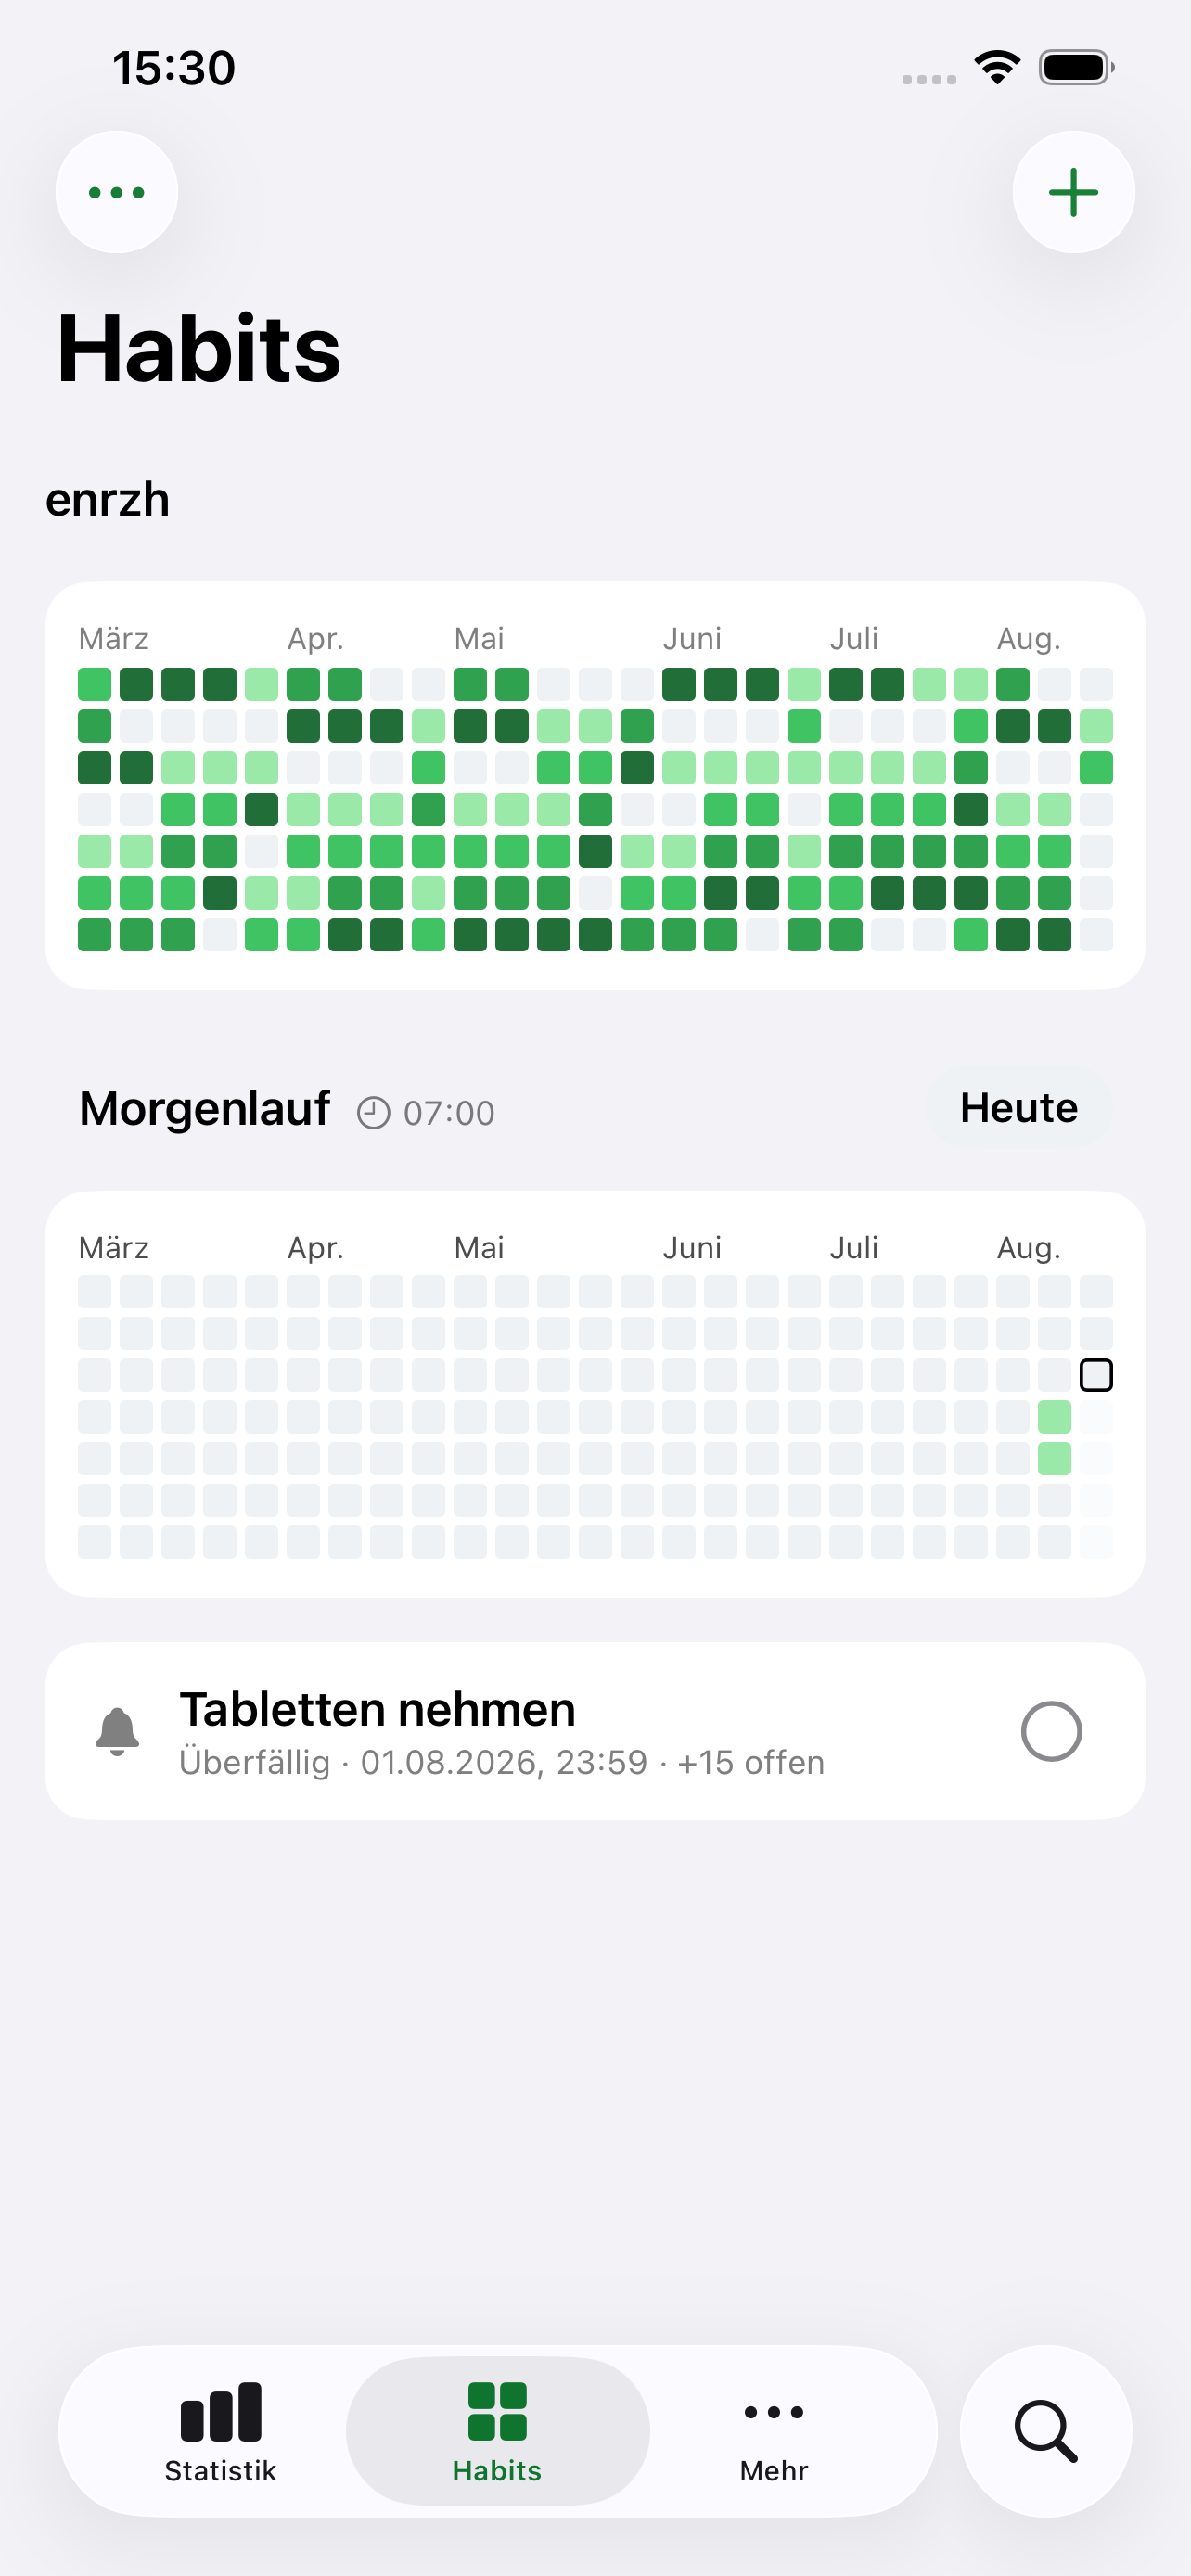 15:30
Habits
enrzh
März Apr. Mai Juni Juli Aug.
Morgenlauf 07:00 Heute
März Apr. Mai Juni Juli Aug.
Tabletten nehmen
Überfällig · 01.08.2026, 23:59 · +15 offen
Statistik Habits Mehr